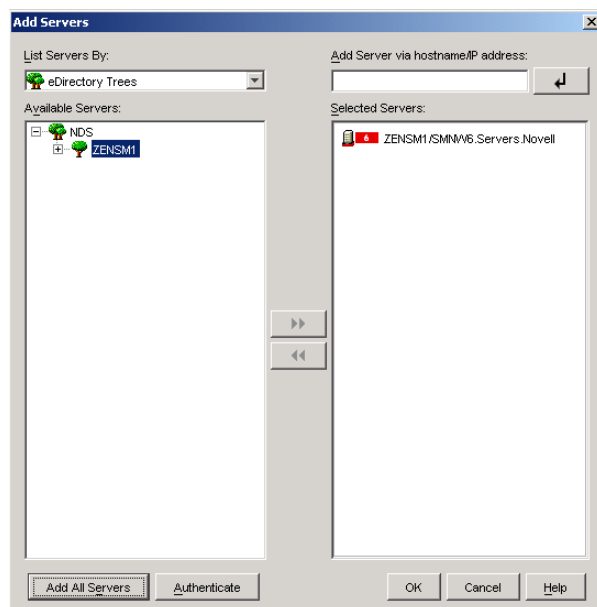 Add Servers
List Servers By:
eDirectory Trees
Add Server via hostname/IP address:
Available Servers:
NDS
ZENSM1
Selected Servers:
6 ZENSM1/SMNW6.Servers.Novell
Add All Servers
Authenticate
OK
Cancel
Help